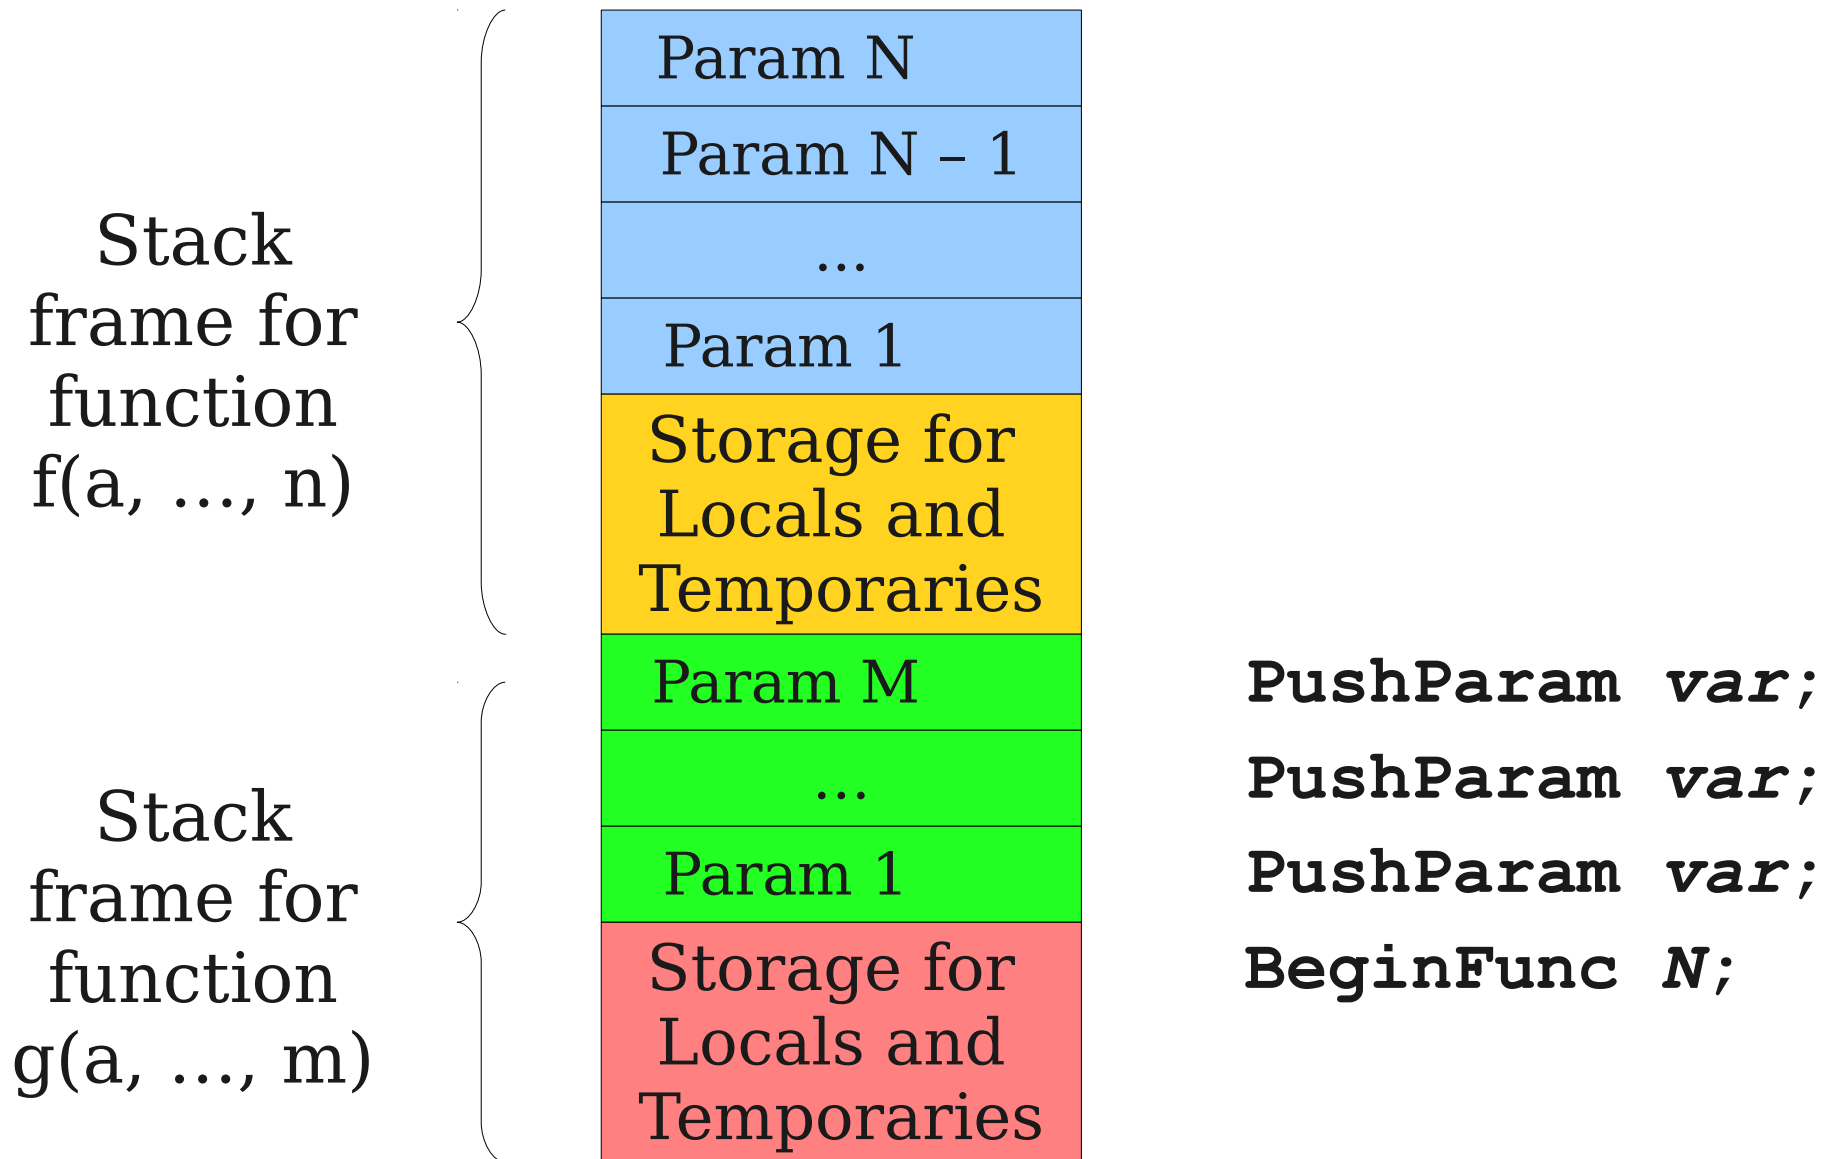 Stack
frame for
function
f(a, …, n)
Param N
Param N – 1
...
Param 1
Storage for
Locals and
Temporaries
Stack
frame for
function
g(a, …, m)
Param M
...
Param 1
Storage for
Locals and
Temporaries
PushParam var;
PushParam var;
PushParam var;
BeginFunc N;